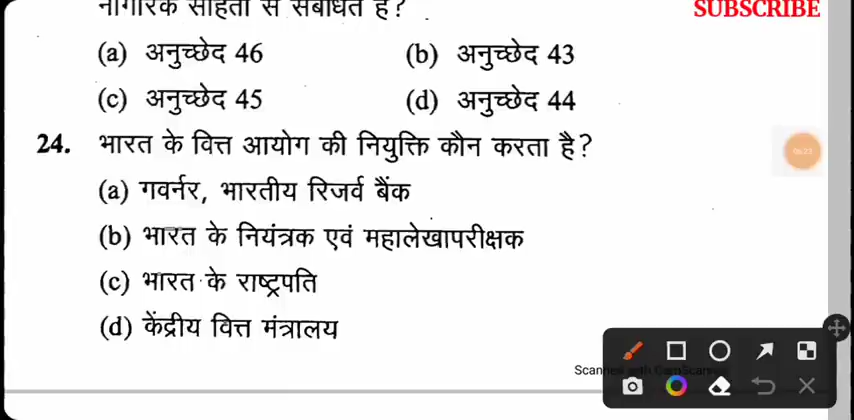 नागरिक संहिता से संबंधित है?
SUBSCRIBE
(a) अनुच्छेद 46 (b) अनुच्छेद 43
(c) अनुच्छेद 45 (d) अनुच्छेद 44
24. भारत के वित्त आयोग की नियुक्ति कौन करता है?
(a) गवर्नर, भारतीय रिजर्व बैंक
(b) भारत के नियंत्रक एवं महालेखापरीक्षक
(c) भारत के राष्ट्रपति
(d) केंद्रीय वित्त मंत्रालय